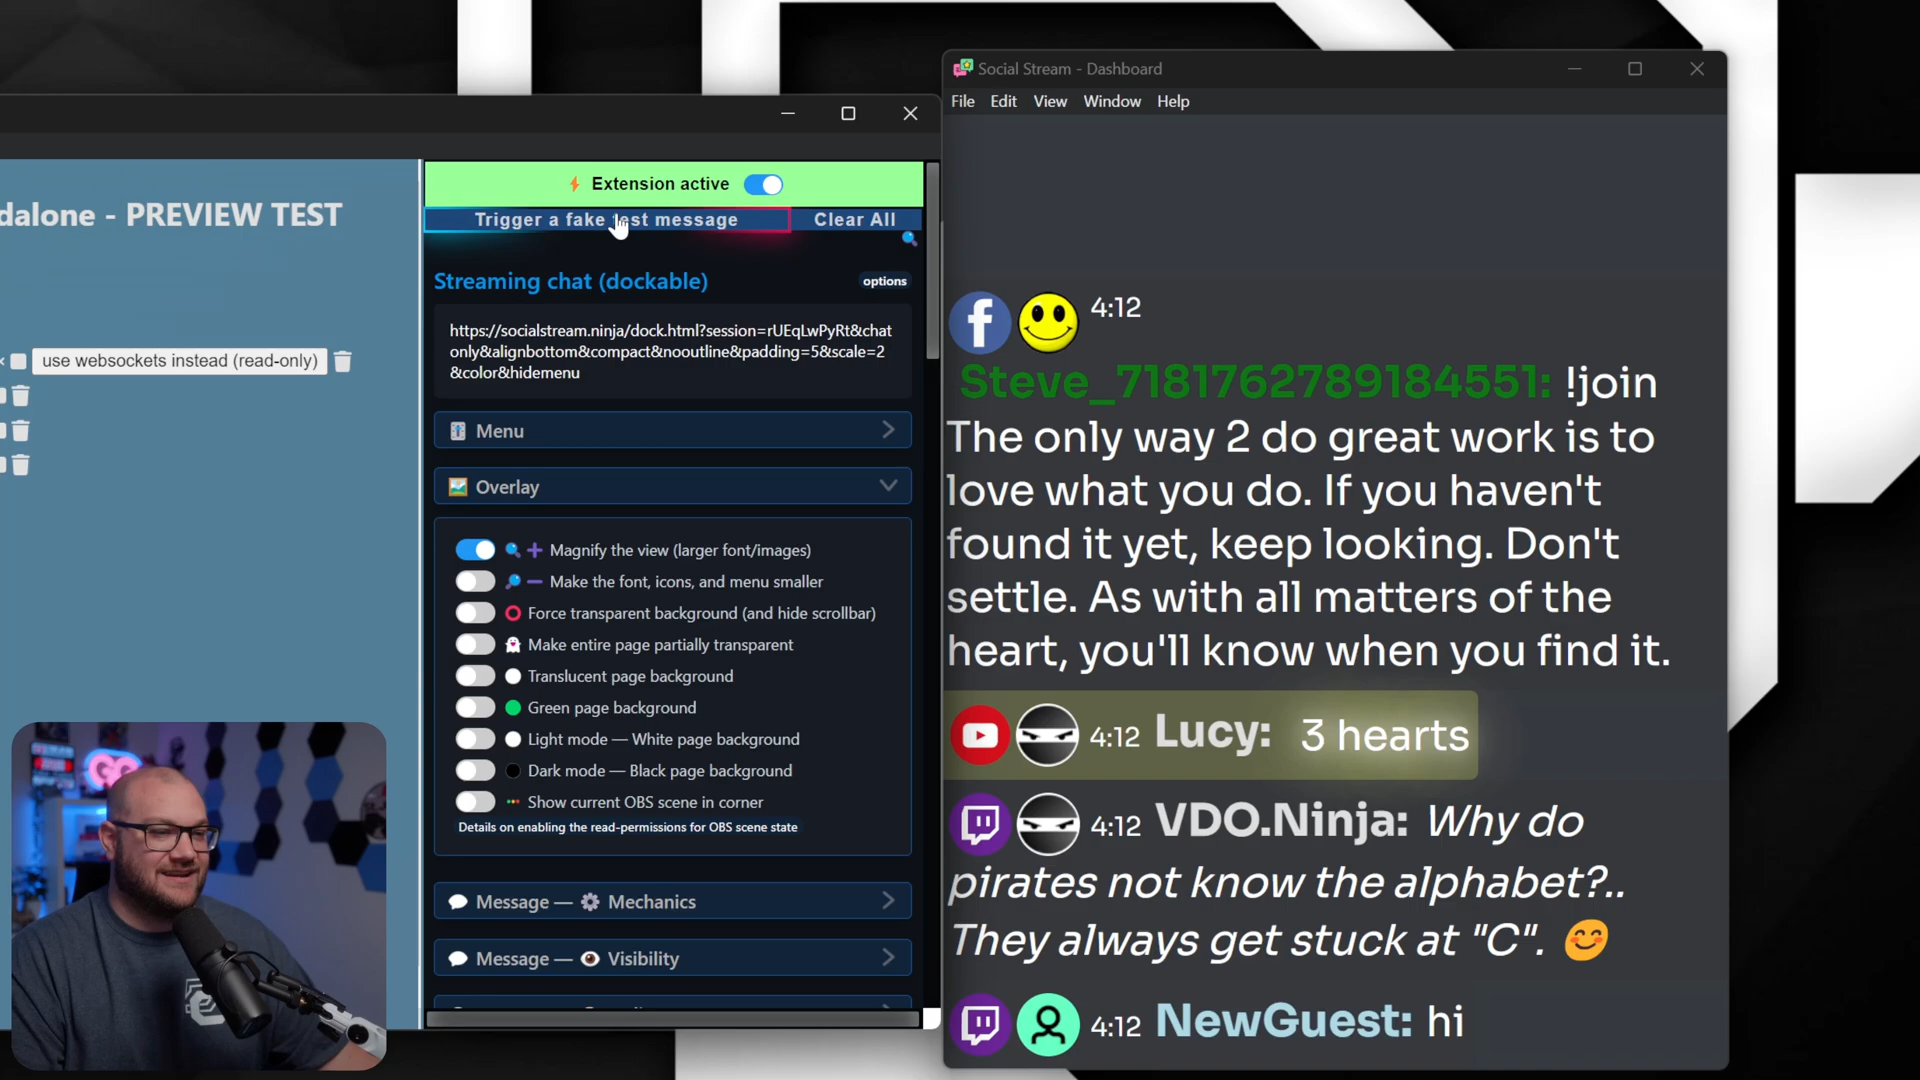 dalone - PREVIEW TEST
use websockets instead (read-only)
Extension active
Trigger a fake test message
Clear All
Streaming chat (dockable)
options
https://socialstream.ninja/dock.html?session=rUEqLwPyRt&chat
only&alignbottom&compact&nooutline&padding=5&scale=2
&color&hidemenu
Menu
Overlay
Magnify the view (larger font/images)
Make the font, icons, and menu smaller
Force transparent background (and hide scrollbar)
Make entire page partially transparent
Translucent page background
Green page background
Light mode — White page background
Dark mode — Black page background
Show current OBS scene in corner
Details on enabling the read-permissions for OBS scene state
Message — Mechanics
Message — Visibility
Social Stream - Dashboard
File Edit View Window Help
4:12
Steve_7181762789184551: !join
The only way 2 do great work is to
love what you do. If you haven't
found it yet, keep looking. Don't
settle. As with all matters of the
heart, you'll know when you find it.
4:12 Lucy: 3 hearts
4:12 VDO.Ninja: Why do
pirates not know the alphabet?..
They always get stuck at "C". 😊
4:12 NewGuest: hi